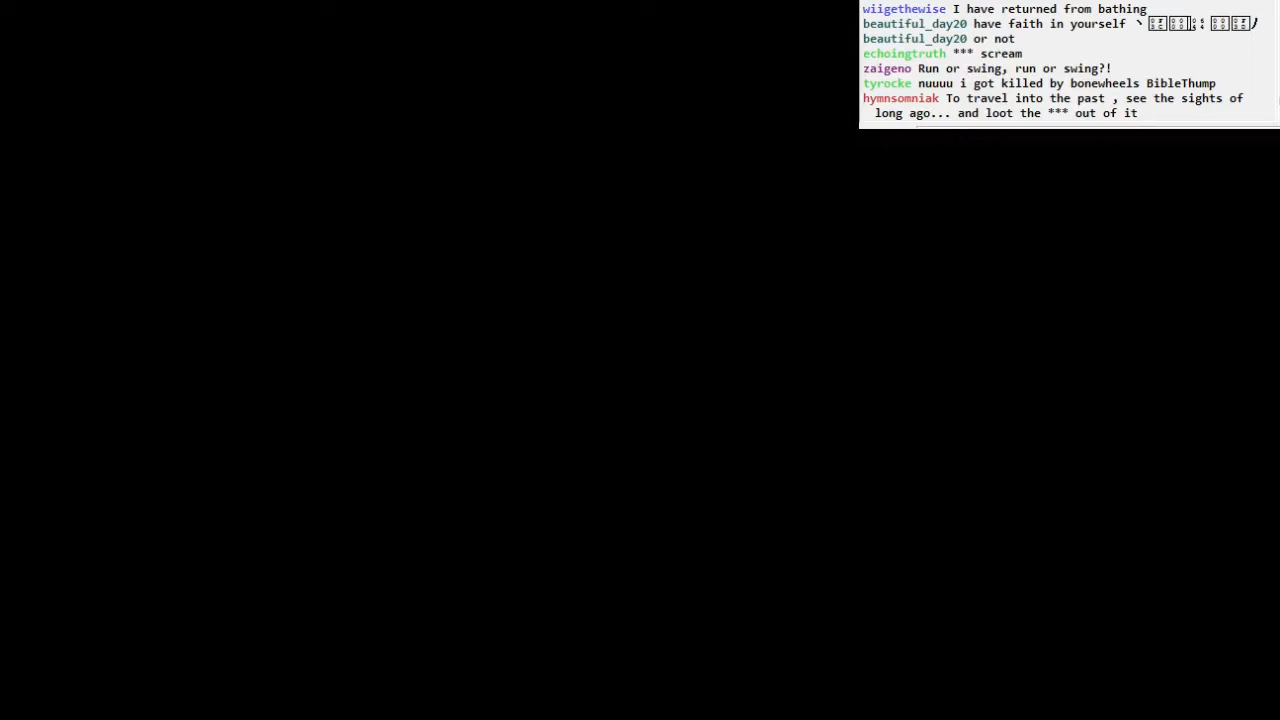 wiigethewise I have returned from bathing
beautiful_day20 have faith in yourself
beautiful_day20 or not
echoingtruth *** scream
zaigeno Run or swing, run or swing?!
tyrocke nuuuu i got killed by bonewheels BibleThump
hymnsomniak To travel into the past , see the sights of
long ago... and loot the *** out of it